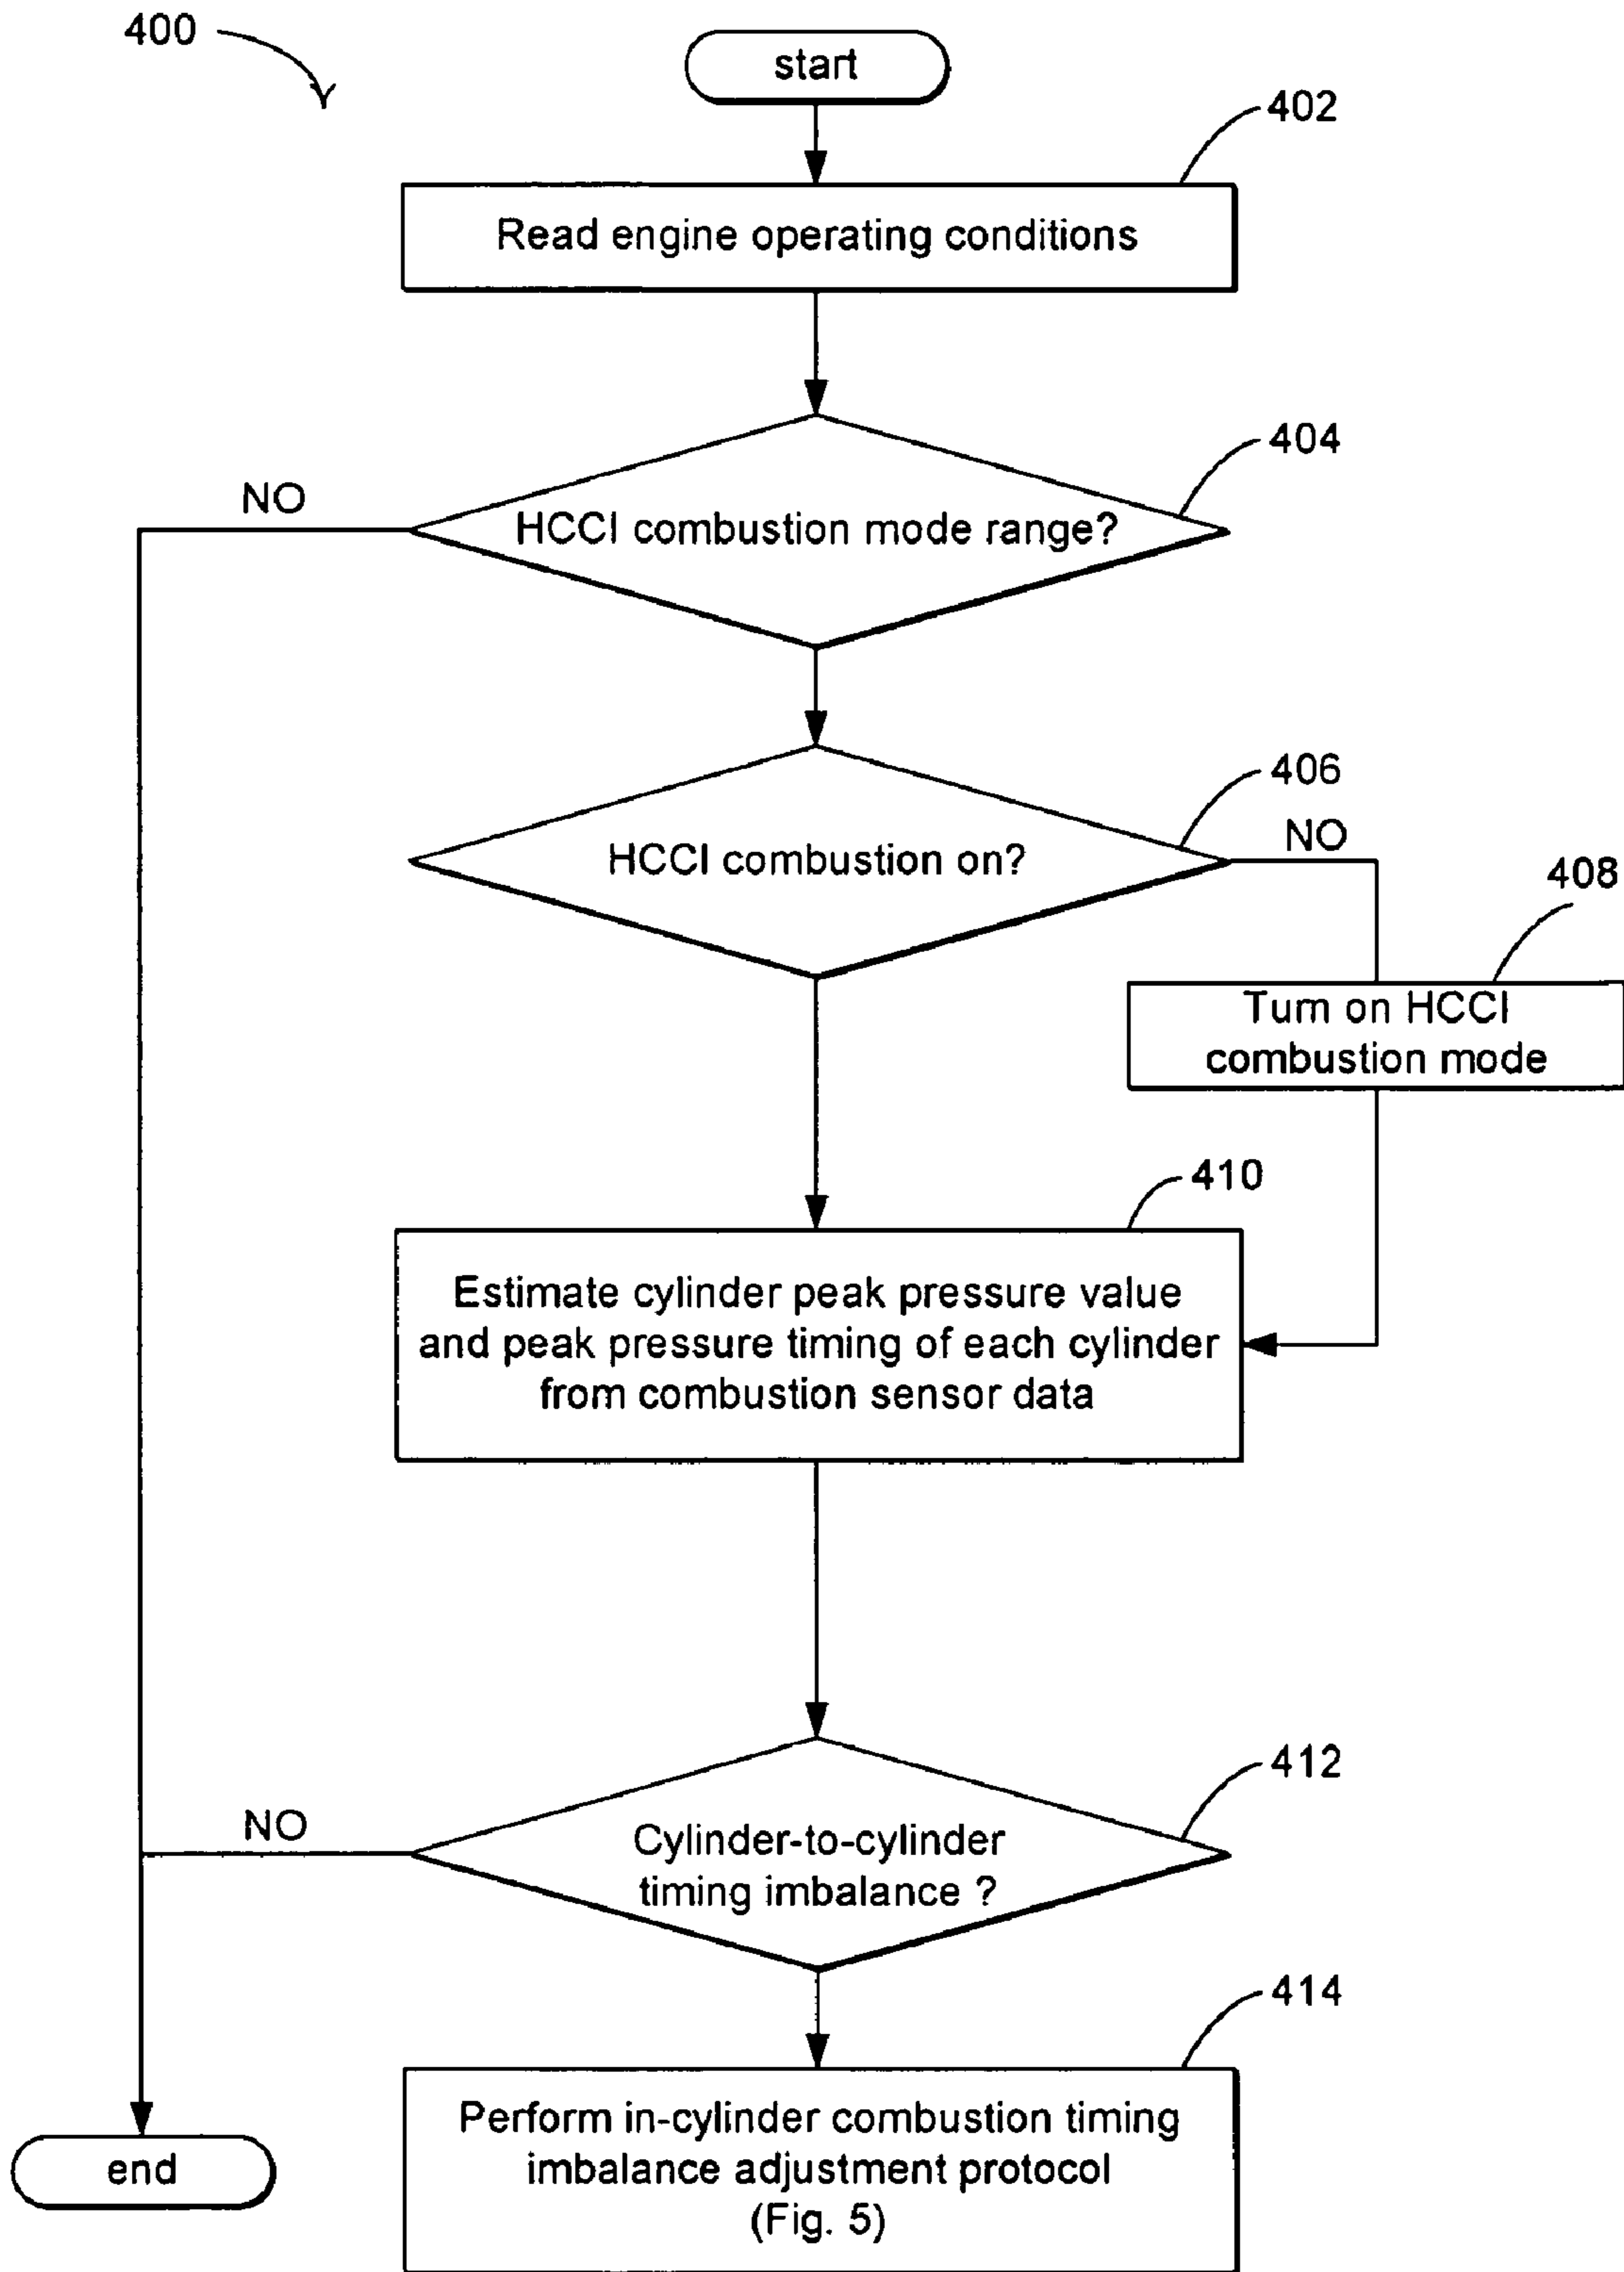 400
start
402
Read engine operating conditions
404
NO
HCCI combustion mode range?
406
HCCI combustion on?
NO
408
Turn on HCCI
combustion mode
410
Estimate cylinder peak pressure value
and peak pressure timing of each cylinder
from combustion sensor data
412
NO
Cylinder-to-cylinder
timing imbalance ?
414
Perform in-cylinder combustion timing
imbalance adjustment protocol
(Fig. 5)
end